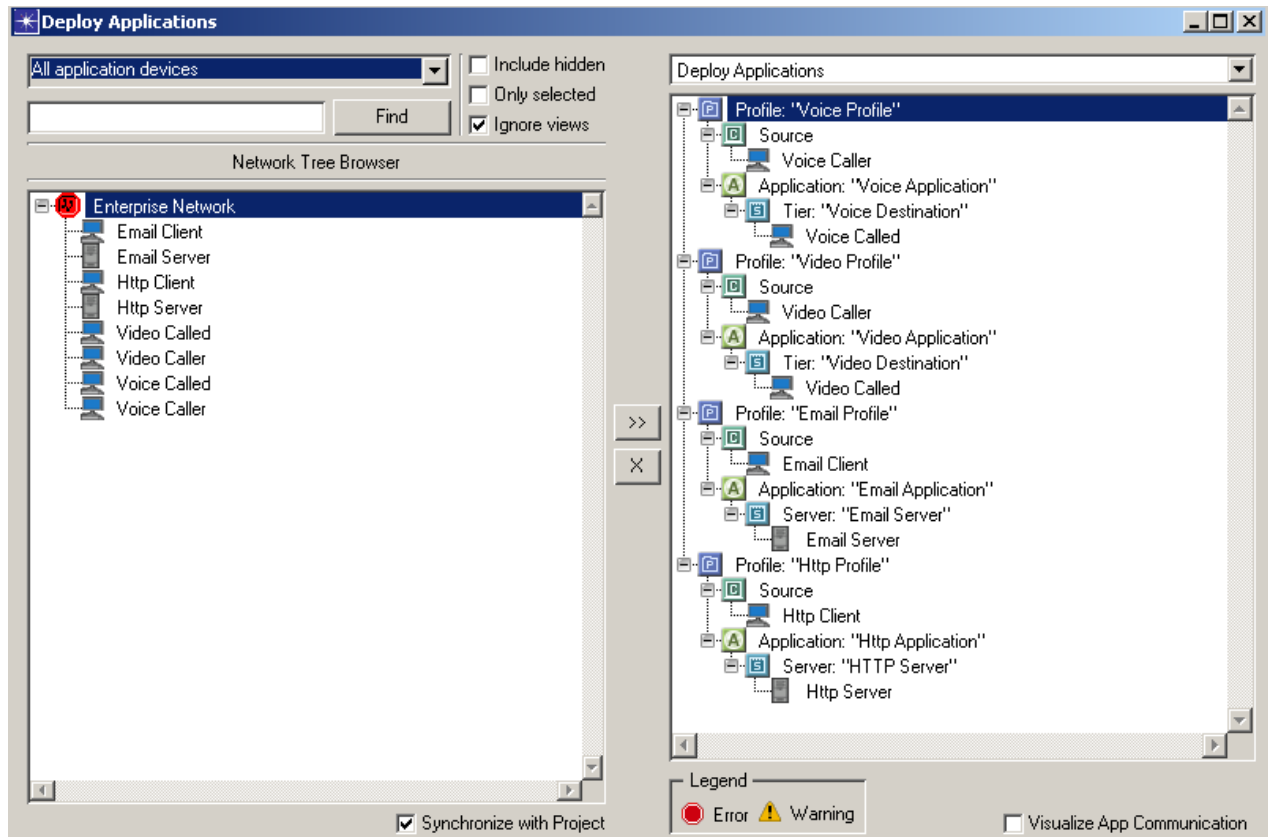 Deploy Applications
All application devices
Find
Include hidden
Only selected
Ignore views
Network Tree Browser
Enterprise Network
Email Client
Email Server
Http Client
Http Server
Video Called
Video Caller
Voice Called
Voice Caller
>>
X
Synchronize with Project
Deploy Applications
Profile: "Voice Profile"
Source
Voice Caller
Application: "Voice Application"
Tier: "Voice Destination"
Voice Called
Profile: "Video Profile"
Source
Video Caller
Application: "Video Application"
Tier: "Video Destination"
Video Called
Profile: "Email Profile"
Source
Email Client
Application: "Email Application"
Server: "Email Server"
Email Server
Profile: "Http Profile"
Source
Http Client
Application: "Http Application"
Server: "HTTP Server"
Http Server
Legend
Error Warning
Visualize App Communication